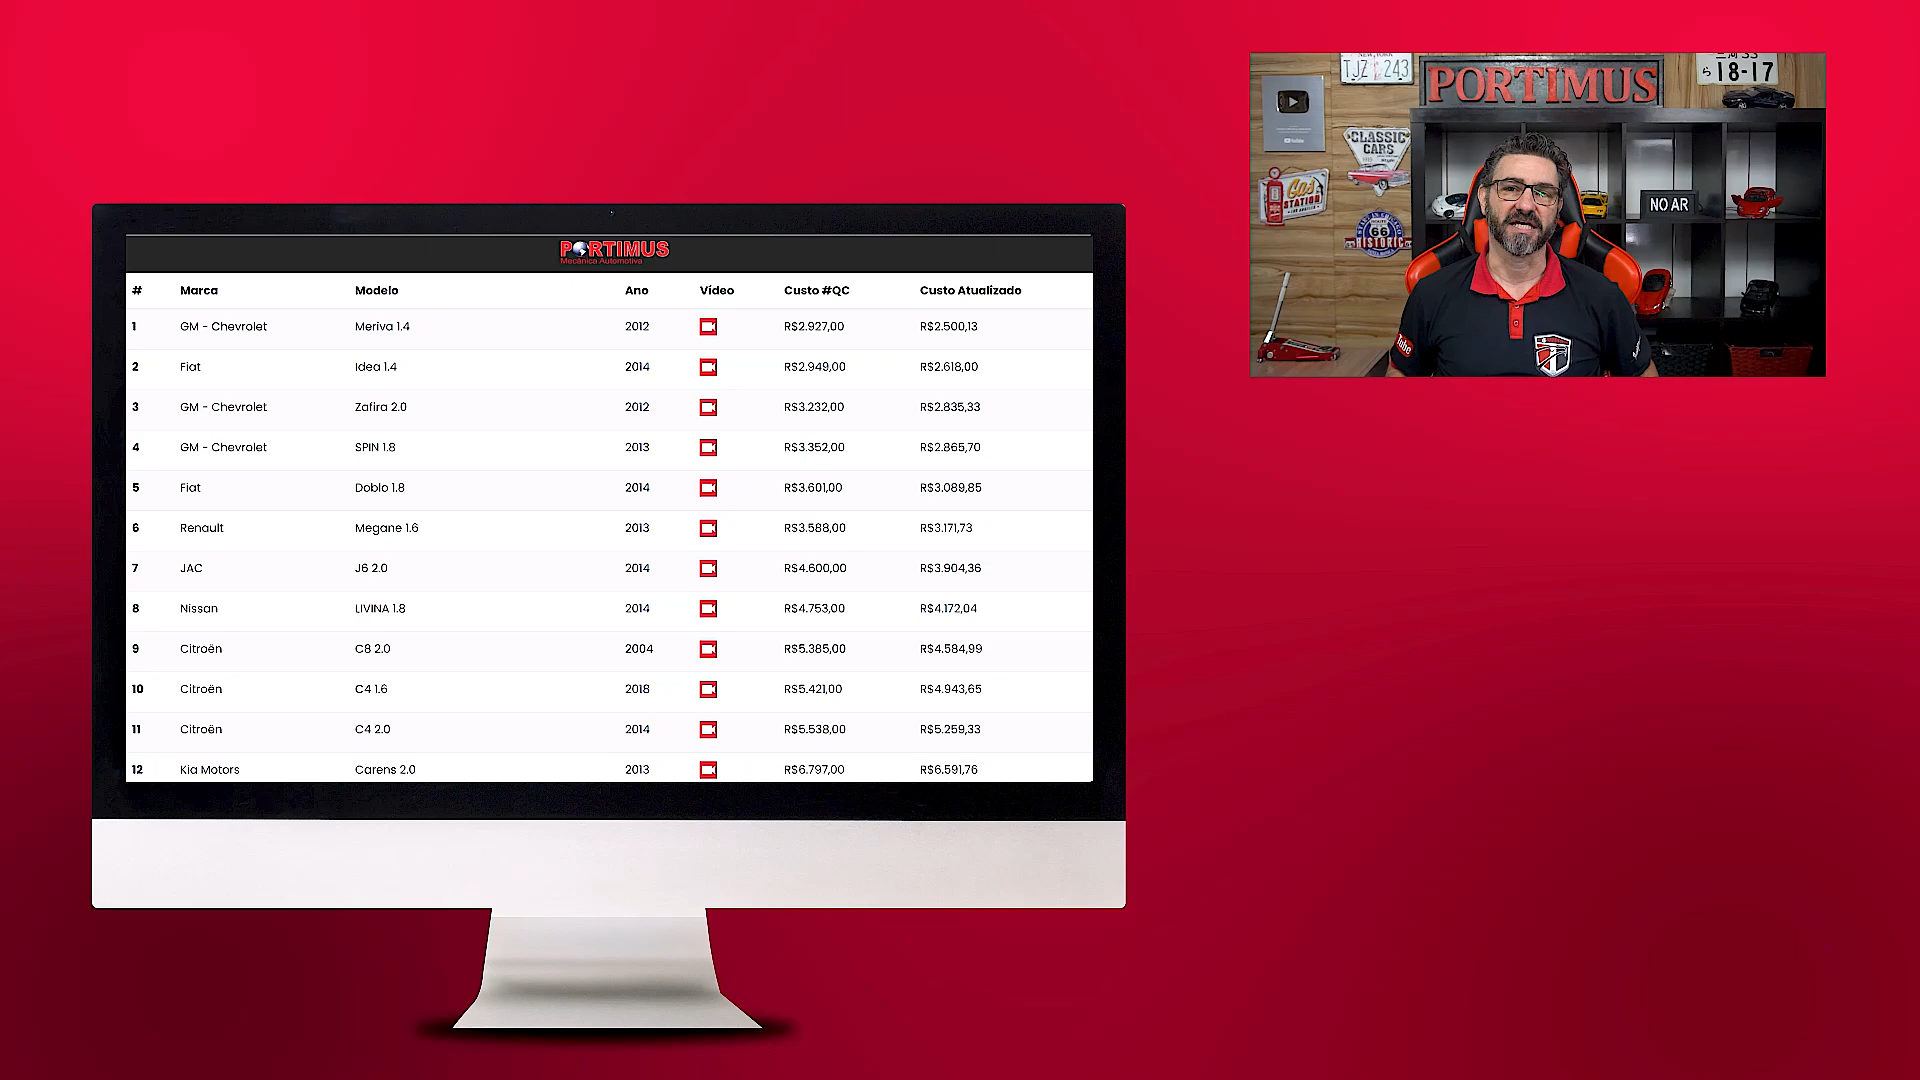 PORTIMUS
Mecânica Automotiva
# Marca Modelo Ano Vídeo Custo #QC Custo Atualizado
1 GM - Chevrolet Meriva 1.4 2012 R$2.927,00 R$2.500,13
2 Fiat Idea 1.4 2014 R$2.949,00 R$2.618,00
3 GM - Chevrolet Zafira 2.0 2012 R$3.232,00 R$2.835,33
4 GM - Chevrolet SPIN 1.8 2013 R$3.352,00 R$2.865,70
5 Fiat Doblo 1.8 2014 R$3.601,00 R$3.089,85
6 Renault Megane 1.6 2013 R$3.588,00 R$3.171,73
7 JAC J6 2.0 2014 R$4.600,00 R$3.904,36
8 Nissan LIVINA 1.8 2014 R$4.753,00 R$4.172,04
9 Citroën C8 2.0 2004 R$5.385,00 R$4.584,99
10 Citroën C4 1.6 2018 R$5.421,00 R$4.943,65
11 Citroën C4 2.0 2014 R$5.538,00 R$5.259,33
12 Kia Motors Carens 2.0 2013 R$6.797,00 R$6.591,76
TJZ 243
PORTIMUS
ら 18-17
CLASSIC
CARS
Gas
STATION
ROUTE
66
HISTORIC
NO AR